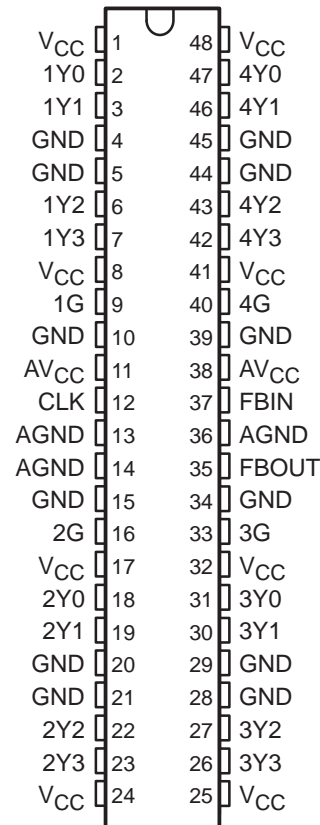 VCC 1 48 VCC
1Y0 2 47 4Y0
1Y1 3 46 4Y1
GND 4 45 GND
GND 5 44 GND
1Y2 6 43 4Y2
1Y3 7 42 4Y3
VCC 8 41 VCC
1G 9 40 4G
GND 10 39 GND
AVCC 11 38 AVCC
CLK 12 37 FBIN
AGND 13 36 AGND
AGND 14 35 FBOUT
GND 15 34 GND
2G 16 33 3G
VCC 17 32 VCC
2Y0 18 31 3Y0
2Y1 19 30 3Y1
GND 20 29 GND
GND 21 28 GND
2Y2 22 27 3Y2
2Y3 23 26 3Y3
VCC 24 25 VCC